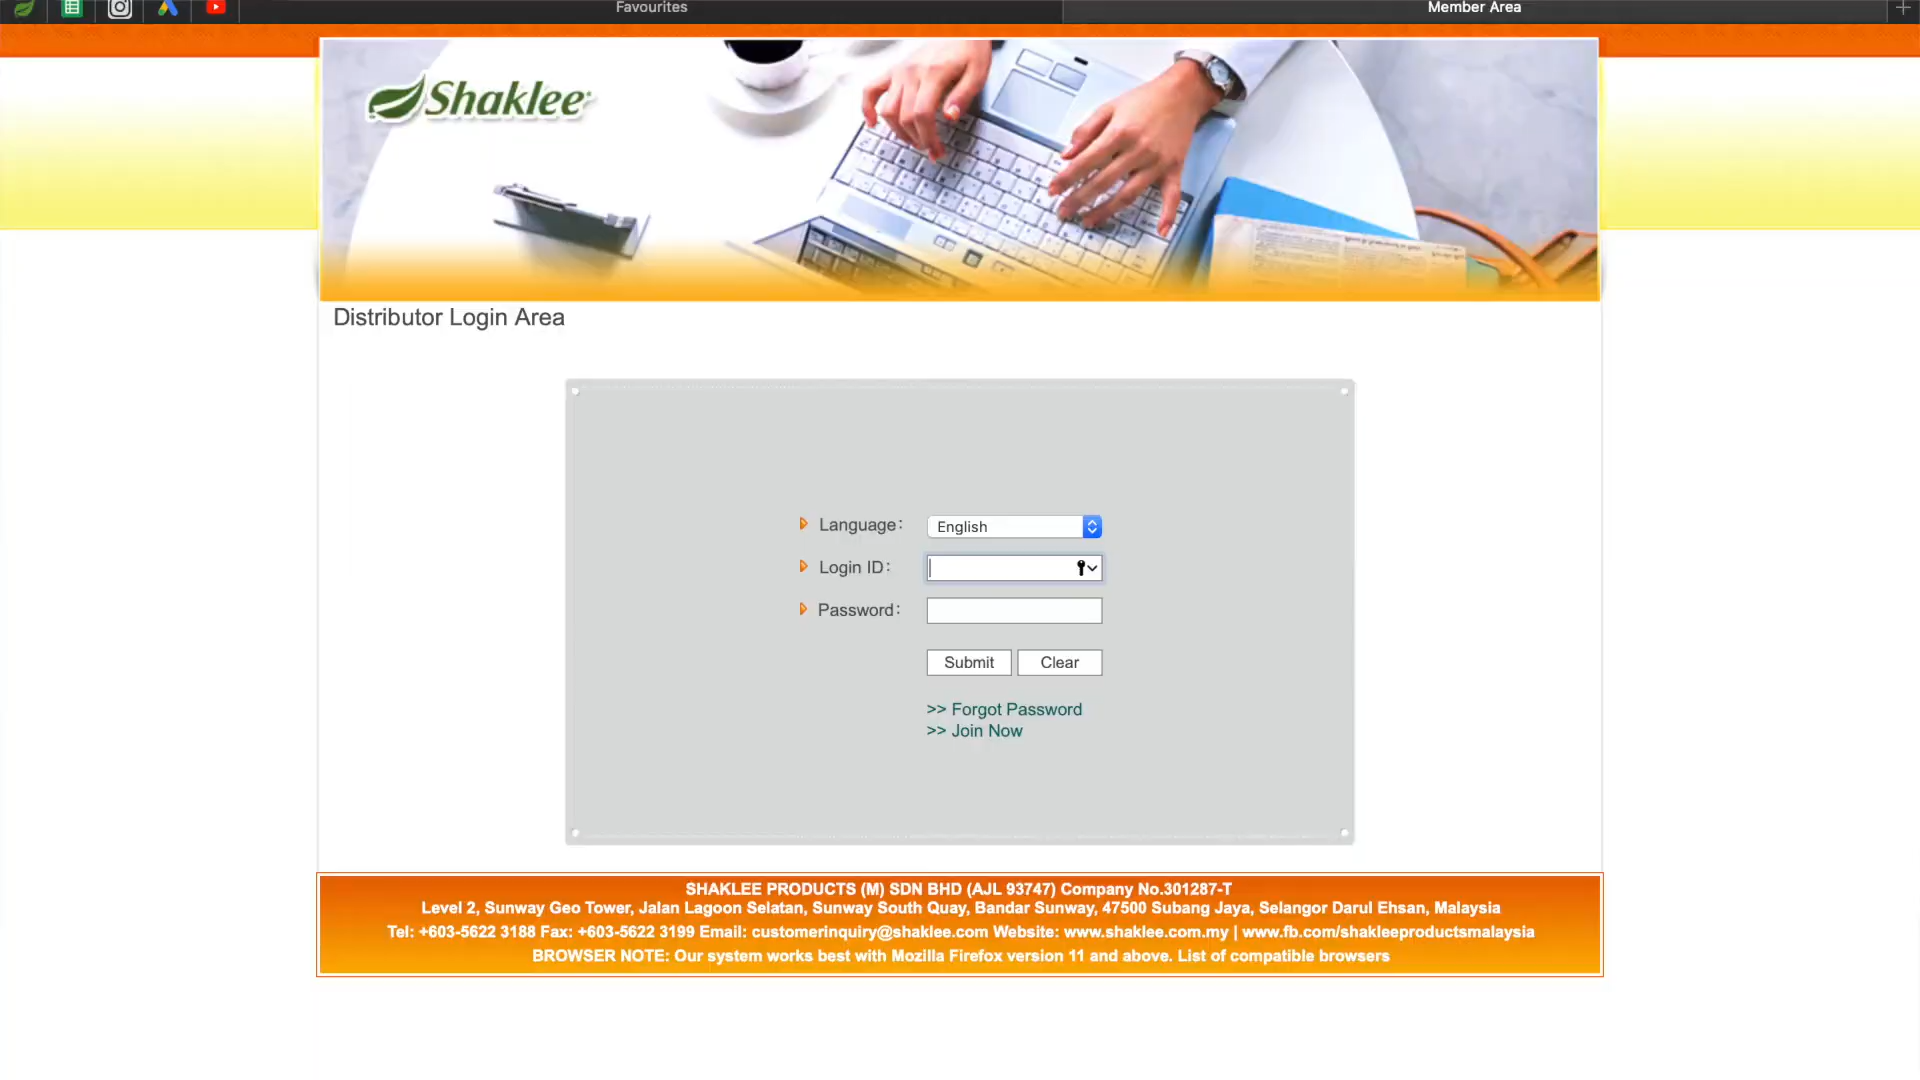 Favourites
Member Area
Shaklee
Distributor Login Area
Language:
English
Login ID:
Password:
Submit
Clear
>> Forgot Password
>> Join Now
SHAKLEE PRODUCTS (M) SDN BHD (AJL 93747) Company No.301287-T
Level 2, Sunway Geo Tower, Jalan Lagoon Selatan, Sunway South Quay, Bandar Sunway, 47500 Subang Jaya, Selangor Darul Ehsan, Malaysia
Tel: +603-5622 3188 Fax: +603-5622 3199 Email: customerinquiry@shaklee.com Website: www.shaklee.com.my | www.fb.com/shakleeproductsmalaysia
BROWSER NOTE: Our system works best with Mozilla Firefox version 11 and above. List of compatible browsers